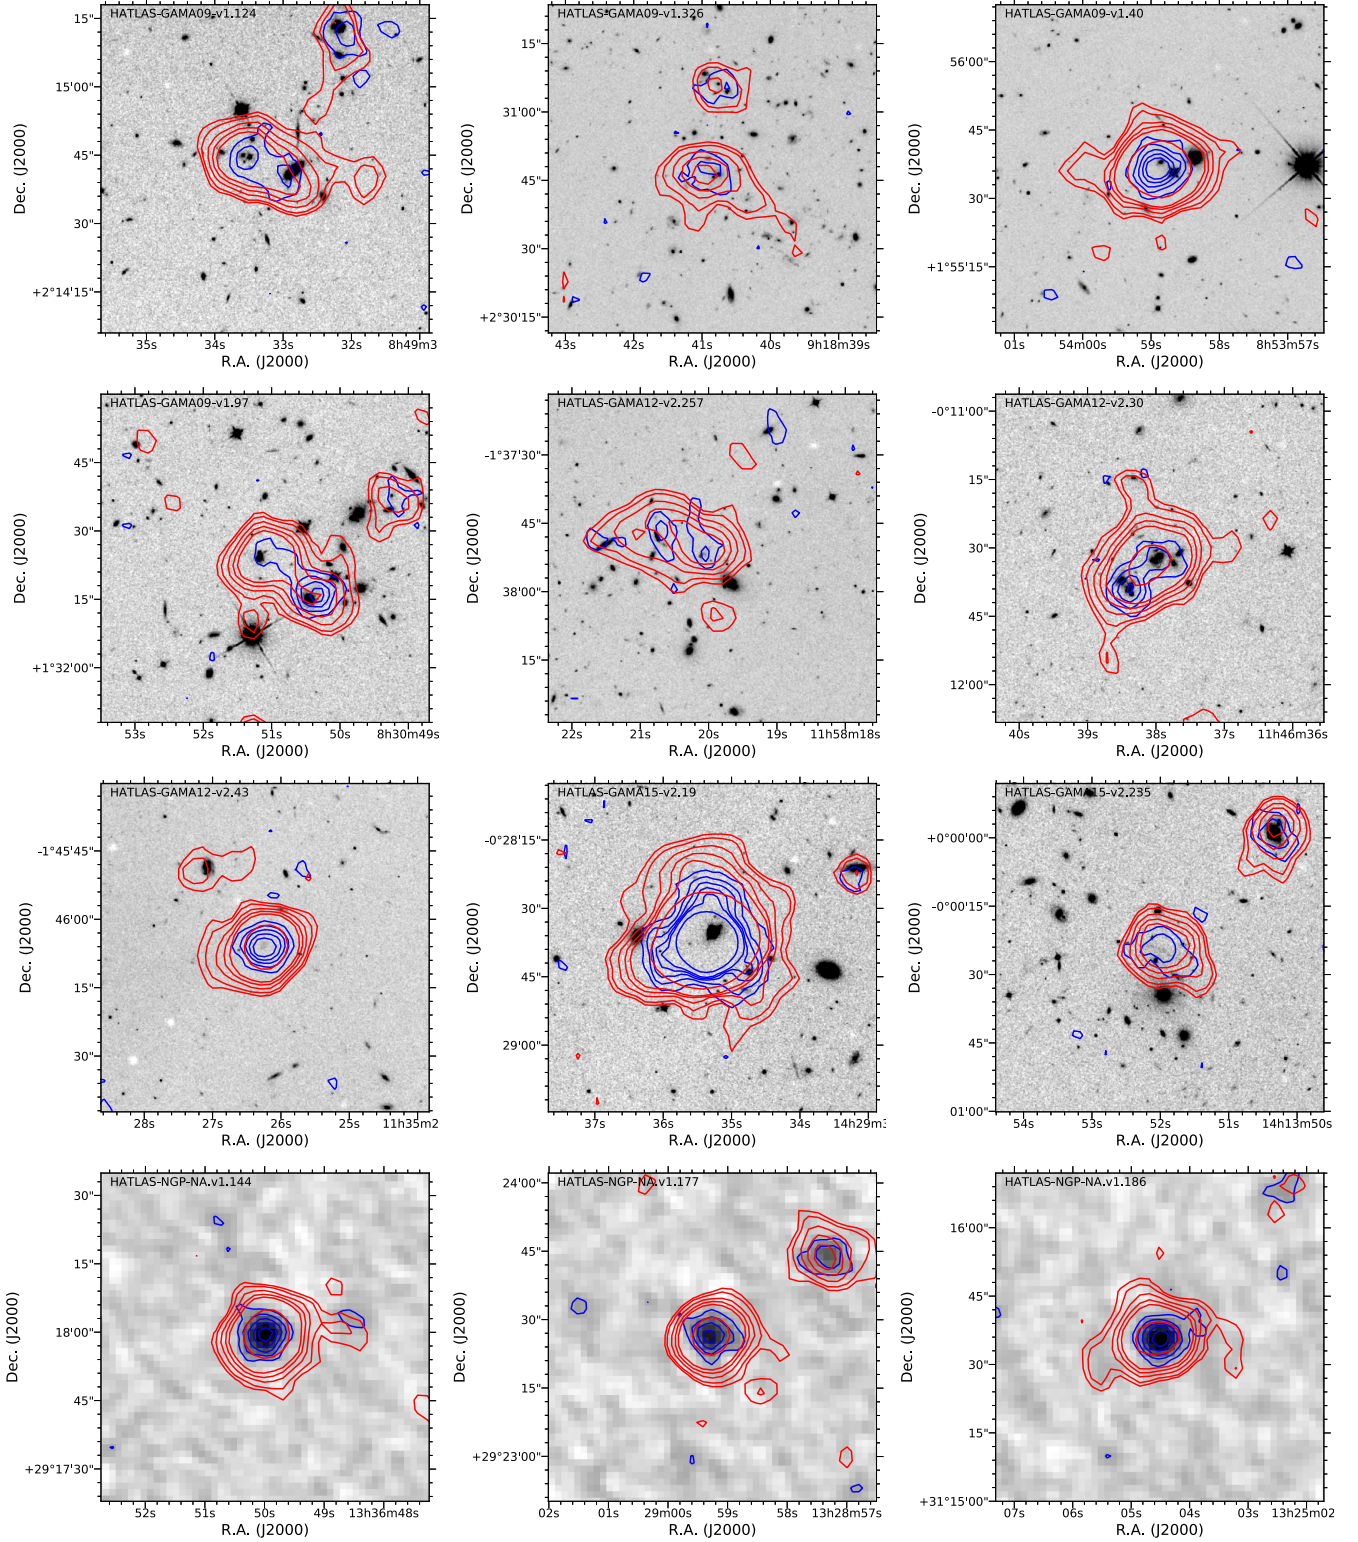 HATLAS-GAMA09-v1.124
15"
15'00"
45"
30"
+2°14'15"
35s 34s 33s 32s 8h49m3
R.A. (J2000)
Dec. (J2000)
HATLAS-GAMA09-v1.326
15"
31'00"
45"
30"
+2°30'15"
43s 42s 41s 40s 9h18m39s
R.A. (J2000)
Dec. (J2000)
HATLAS-GAMA09-v1.40
56'00"
45"
30"
+1°55'15"
01s 54m00s 59s 58s 8h53m57s
R.A. (J2000)
Dec. (J2000)
HATLAS-GAMA09-v1.97
45"
30"
15"
+1°32'00"
53s 52s 51s 50s 8h30m49s
R.A. (J2000)
Dec. (J2000)
HATLAS-GAMA12-v2.257
-1°37'30"
45"
38'00"
15"
22s 21s 20s 19s 11h58m18s
R.A. (J2000)
Dec. (J2000)
HATLAS-GAMA12-v2.30
-0°11'00"
15"
30"
45"
12'00"
40s 39s 38s 37s 11h46m36s
R.A. (J2000)
Dec. (J2000)
HATLAS-GAMA12-v2.43
-1°45'45"
46'00"
15"
30"
28s 27s 26s 25s 11h35m2
R.A. (J2000)
Dec. (J2000)
HATLAS-GAMA15-v2.19
-0°28'15"
30"
45"
29'00"
37s 36s 35s 34s 14h29m3
R.A. (J2000)
Dec. (J2000)
HATLAS-GAMA15-v2.235
+0°00'00"
-0°00'15"
30"
45"
01'00"
54s 53s 52s 51s 14h13m50s
R.A. (J2000)
Dec. (J2000)
HATLAS-NGP-NA.v1.144
30"
15"
18'00"
45"
+29°17'30"
52s 51s 50s 49s 13h36m48s
R.A. (J2000)
Dec. (J2000)
HATLAS-NGP-NA.v1.177
24'00"
45"
30"
15"
+29°23'00"
02s 01s 29m00s 59s 58s 13h28m57s
R.A. (J2000)
Dec. (J2000)
HATLAS-NGP-NA.v1.186
16'00"
45"
30"
15"
+31°15'00"
07s 06s 05s 04s 03s 13h25m02s
R.A. (J2000)
Dec. (J2000)